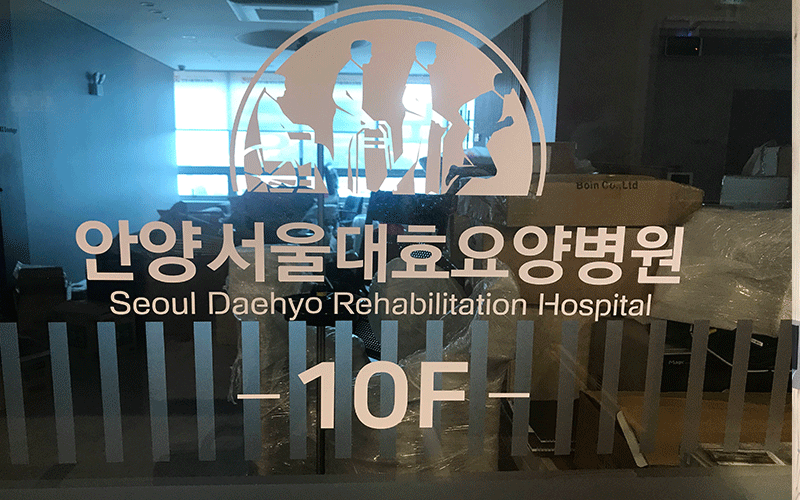 Boin Co.,Ltd
안양서울대효요양병원
Seoul Daehyo Rehabilitation Hospital
-10F-